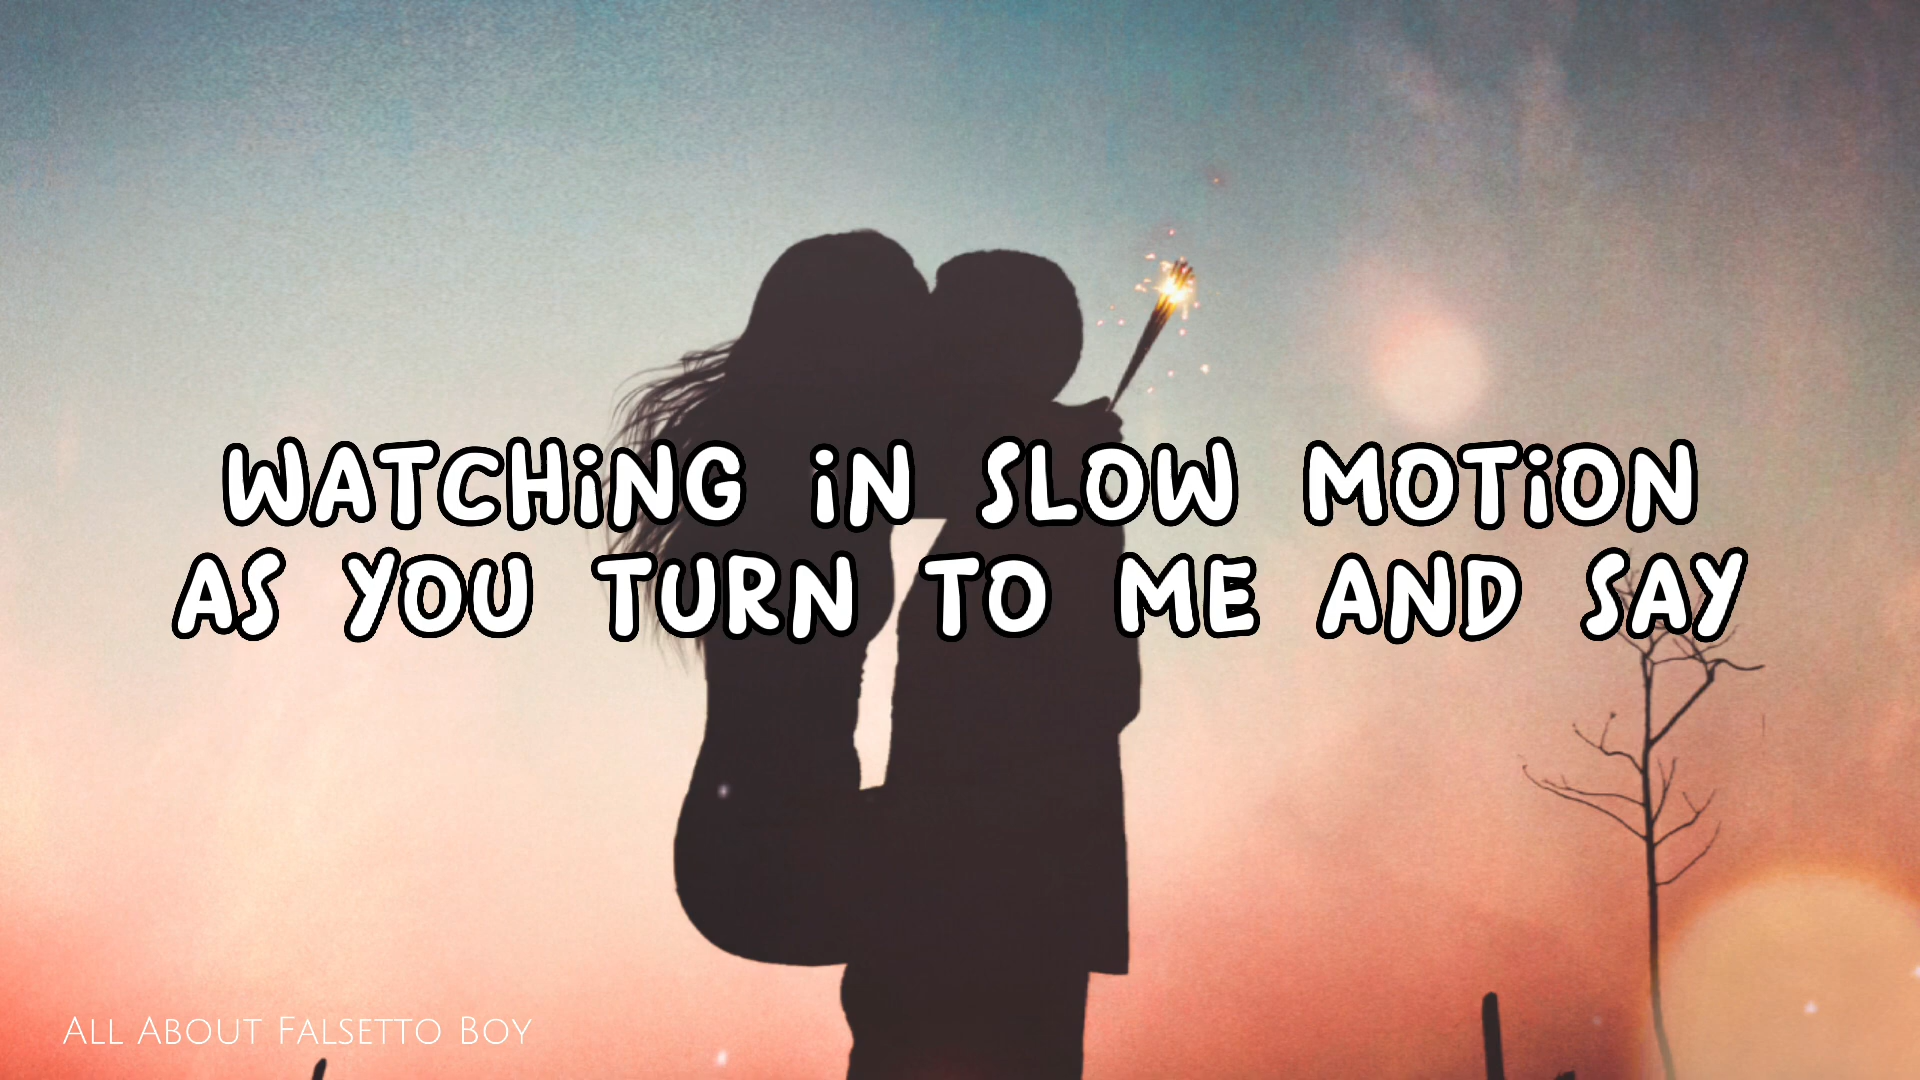 WATCHING IN SLOW MOTION
AS YOU TURN TO ME AND SAY
ALL ABOUT FALSETTO BOY